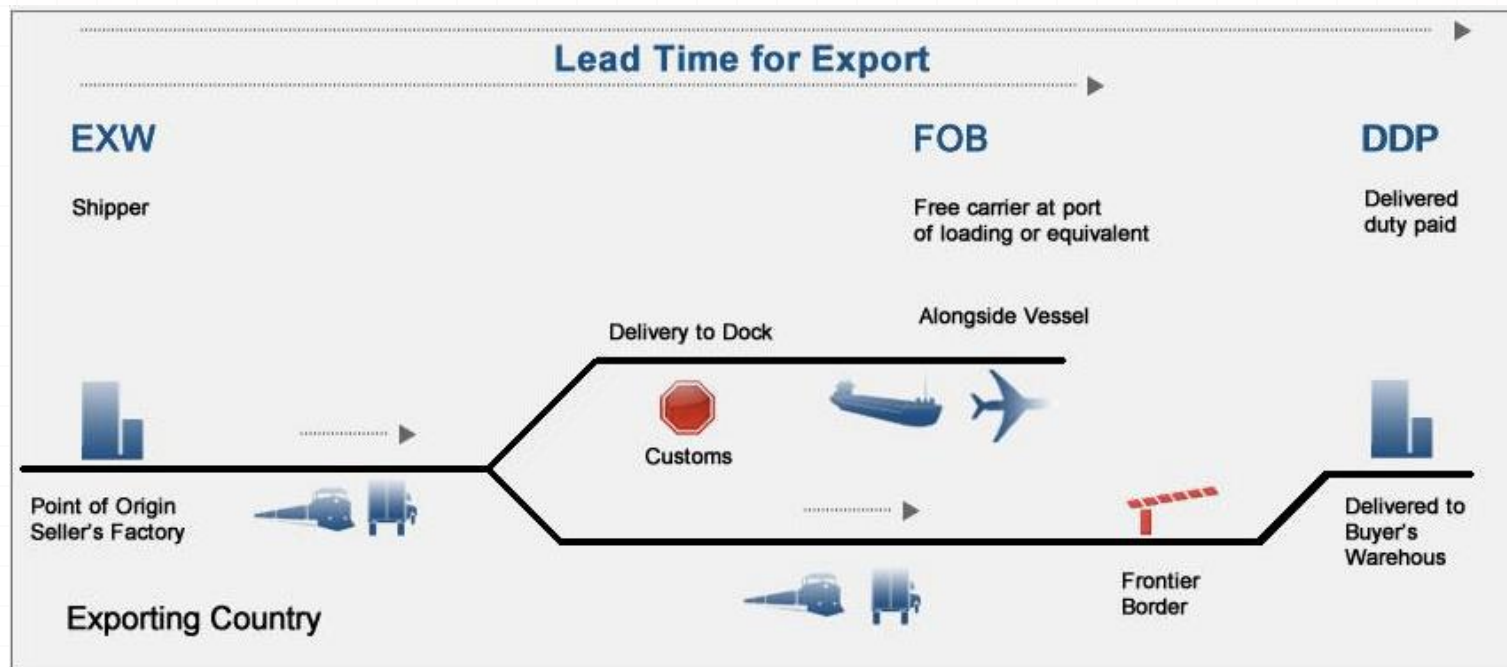 Lead Time for Export
EXW
FOB
DDP
Shipper
Free carrier at port
of loading or equivalent
Delivered
duty paid
Delivery to Dock
Alongside Vessel
Customs
Point of Origin
Seller's Factory
Delivered to
Buyer's
Warehous
Frontier
Border
Exporting Country